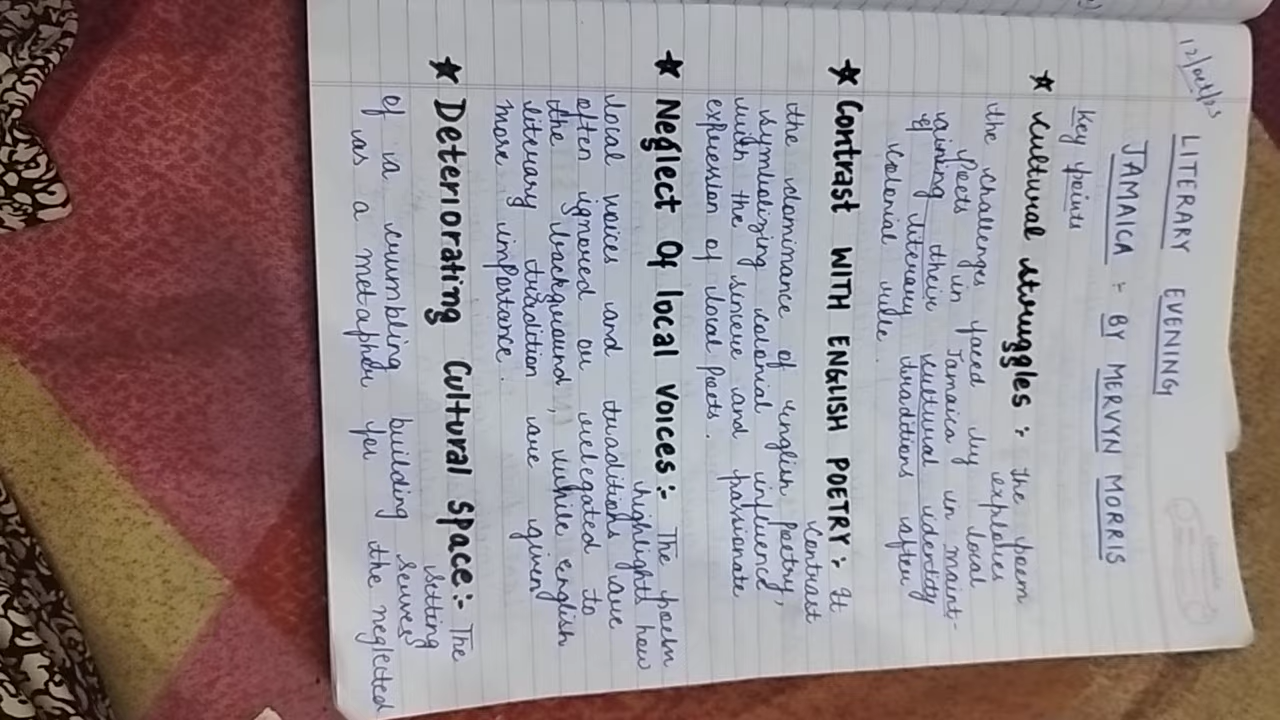 12/oct/23
LITERARY EVENING
JAMAICA :- BY MERVYN MORRIS
Key points
★ Cultural struggles :- The poem
explores
the challenges faced by local
poets in Jamaica in maint-
aining their cultural identity
& literary traditions after
colonial rule.
★ Contrast WITH ENGLISH POETRY :- It
Contrast
the dominance of english poetry,
symbolizing colonial influence,
with the sincere and passionate
expression of local poets.
★ Neglect Of local voices :- The poem
highlights how
local voices and traditions are
often ignored or relegated to
the background, while english
literary tradition are given
more importance.
★ Deteriorating Cultural space :- The
setting
of a crumbling building serves
as a metaphor for the neglected